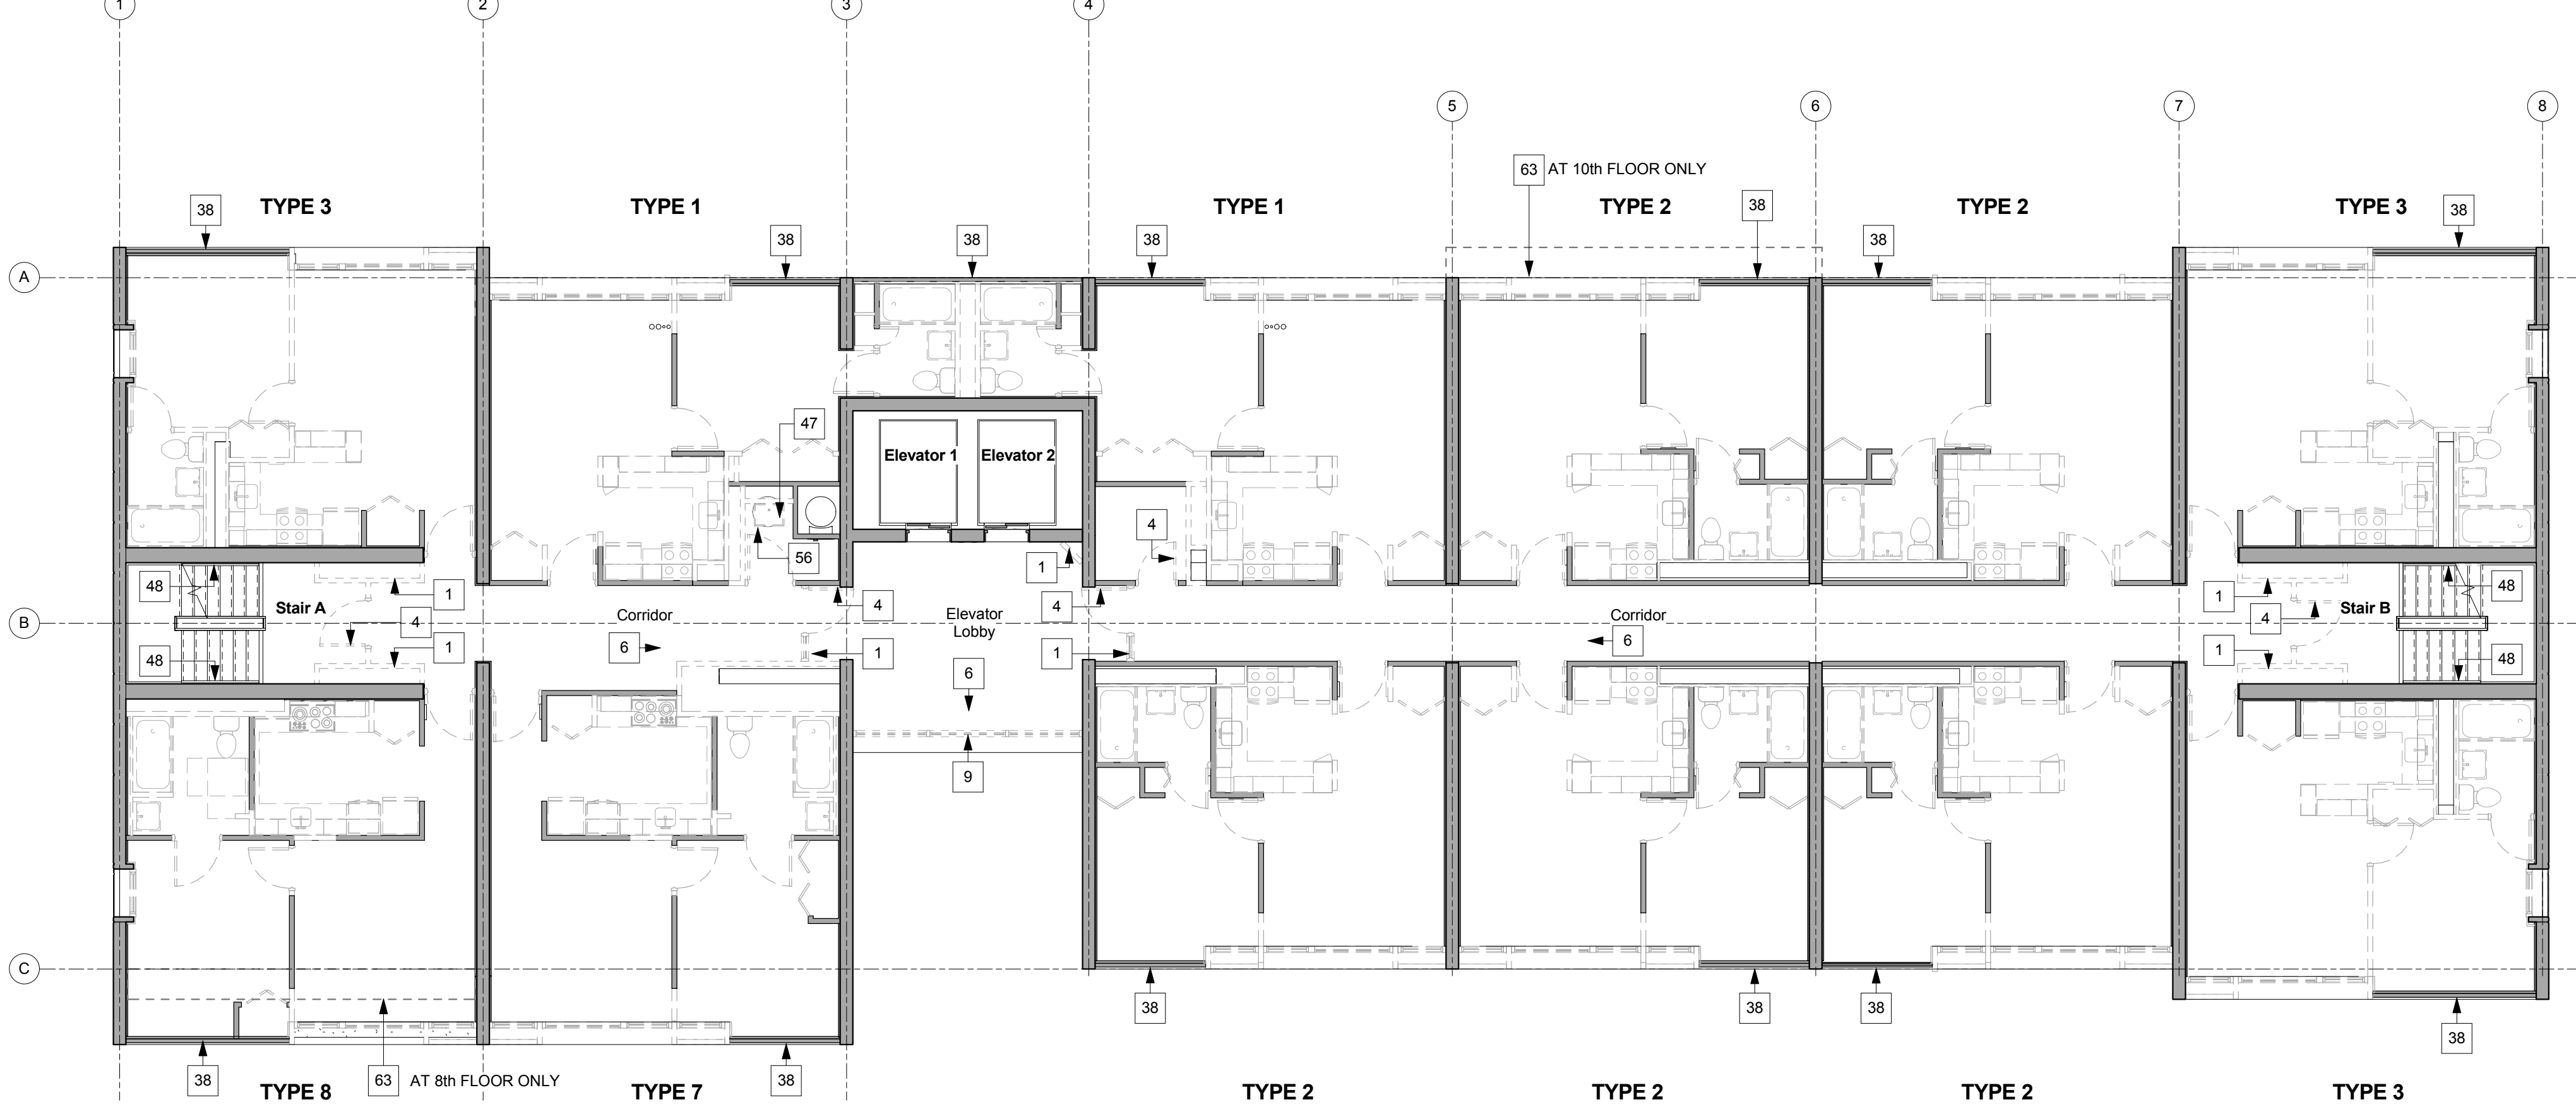 1
2
3
4
5
6
7
8
63 AT 10th FLOOR ONLY
TYPE 3
TYPE 1
TYPE 1
TYPE 2
TYPE 2
TYPE 3
38
38
38
38
38
38
38
A
47
Elevator 1
Elevator 2
4
56
1
48
Stair A
1
4
4
1
Stair B
48
Corridor
Elevator
Lobby
Corridor
B
4
4
6
6
48
1
1
1
1
48
6
9
C
38
38
38
38
38
38
63 AT 8th FLOOR ONLY
TYPE 8
TYPE 7
TYPE 2
TYPE 2
TYPE 2
TYPE 3